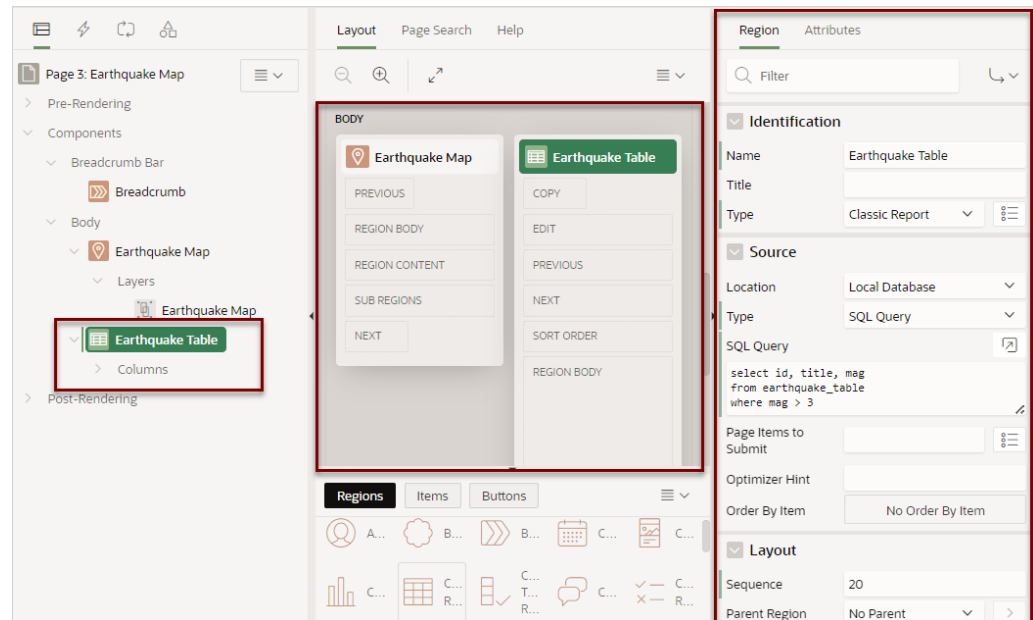 Page 3: Earthquake Map
Pre-Rendering
Components
Breadcrumb Bar
Breadcrumb
Body
Earthquake Map
Layers
Earthquake Map
Earthquake Table
Columns
Post-Rendering
Layout Page Search Help
BODY
Earthquake Map
PREVIOUS
REGION BODY
REGION CONTENT
SUB REGIONS
NEXT
Earthquake Table
COPY
EDIT
PREVIOUS
NEXT
SORT ORDER
REGION BODY
Regions Items Buttons
A... B... B... C... C...
C... C... R... C... T... R... C... C... R...
Region Attributes
Filter
Identification
Name Earthquake Table
Title
Type Classic Report
Source
Location Local Database
Type SQL Query
SQL Query
select id, title, mag
from earthquake_table
where mag > 3
Page Items to
Submit
Optimizer Hint
Order By Item No Order By Item
Layout
Sequence 20
Parent Region No Parent